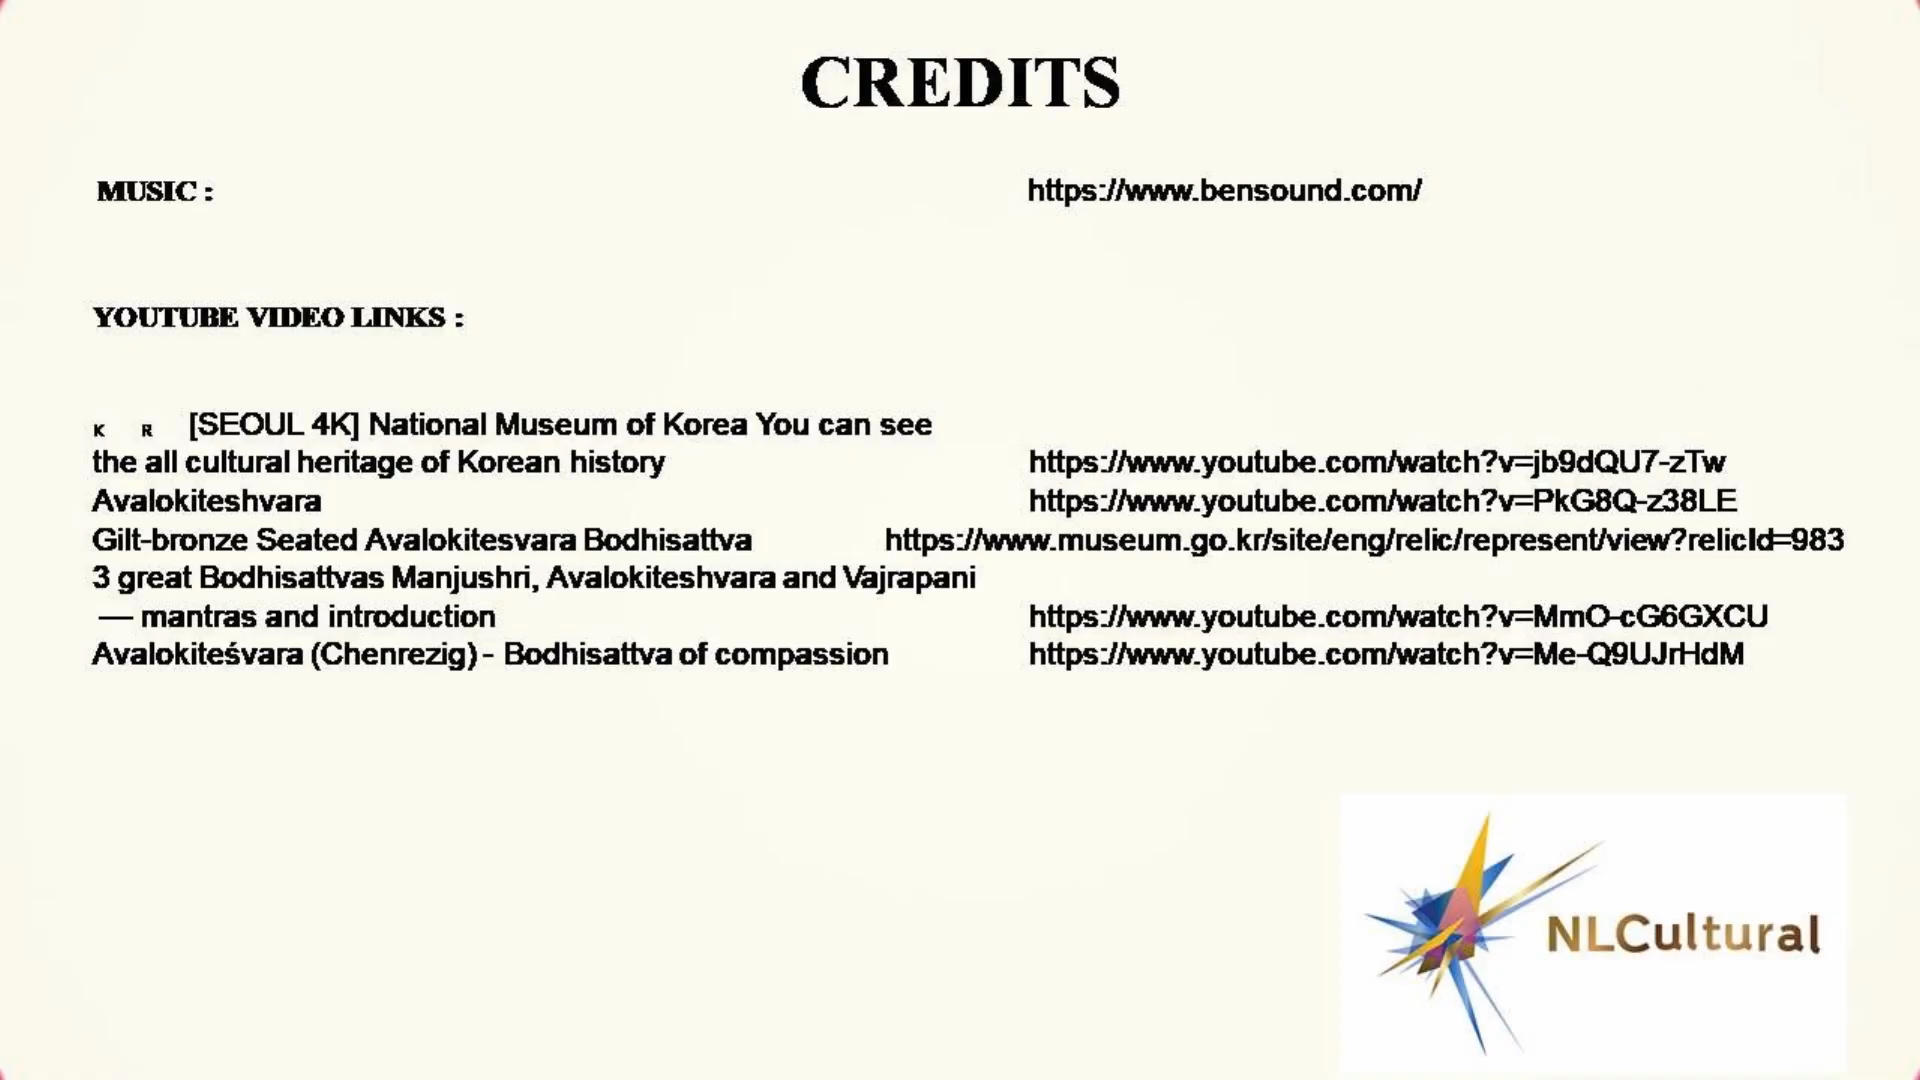 CREDITS
MUSIC : https://www.bensound.com/
YOUTUBE VIDEO LINKS :
K R [SEOUL 4K] National Museum of Korea You can see
the all cultural heritage of Korean history https://www.youtube.com/watch?v=jb9dQU7-zTw
Avalokiteshvara https://www.youtube.com/watch?v=PkG8Q-z38LE
Gilt-bronze Seated Avalokitesvara Bodhisattva https://www.museum.go.kr/site/eng/relic/represent/view?relicId=983
3 great Bodhisattvas Manjushri, Avalokiteshvara and Vajrapani
— mantras and introduction https://www.youtube.com/watch?v=MmO-cG6GXCU
Avalokiteśvara (Chenrezig) - Bodhisattva of compassion https://www.youtube.com/watch?v=Me-Q9UJrHdM
NLCultural